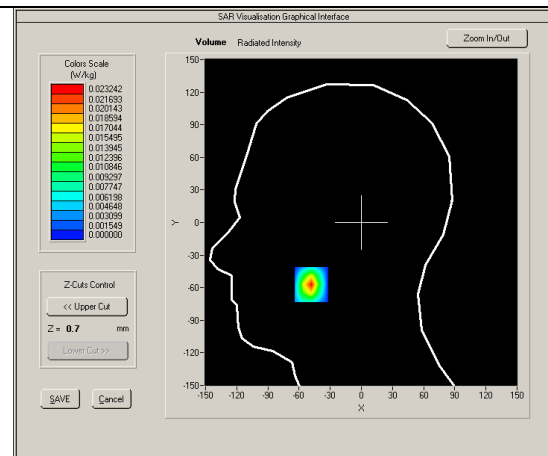 SAR Visualisation Graphical Interface
Volume Radiated Intensity
Zoom In/Out
Colors Scale
(W/kg)
0.023242
0.021693
0.020143
0.018594
0.017044
0.015495
0.013945
0.012396
0.010846
0.009297
0.007747
0.006198
0.004648
0.003099
0.001549
0.000000
Z-Cuts Control
<< Upper Cut
Z = 0.7 mm
Lower Cut >>
SAVE Cancel
150
120
90
60
30
Y 0
-30
-60
-90
-120
-150
-150 -120 -90 -60 -30 0 30 60 90 120 150
X